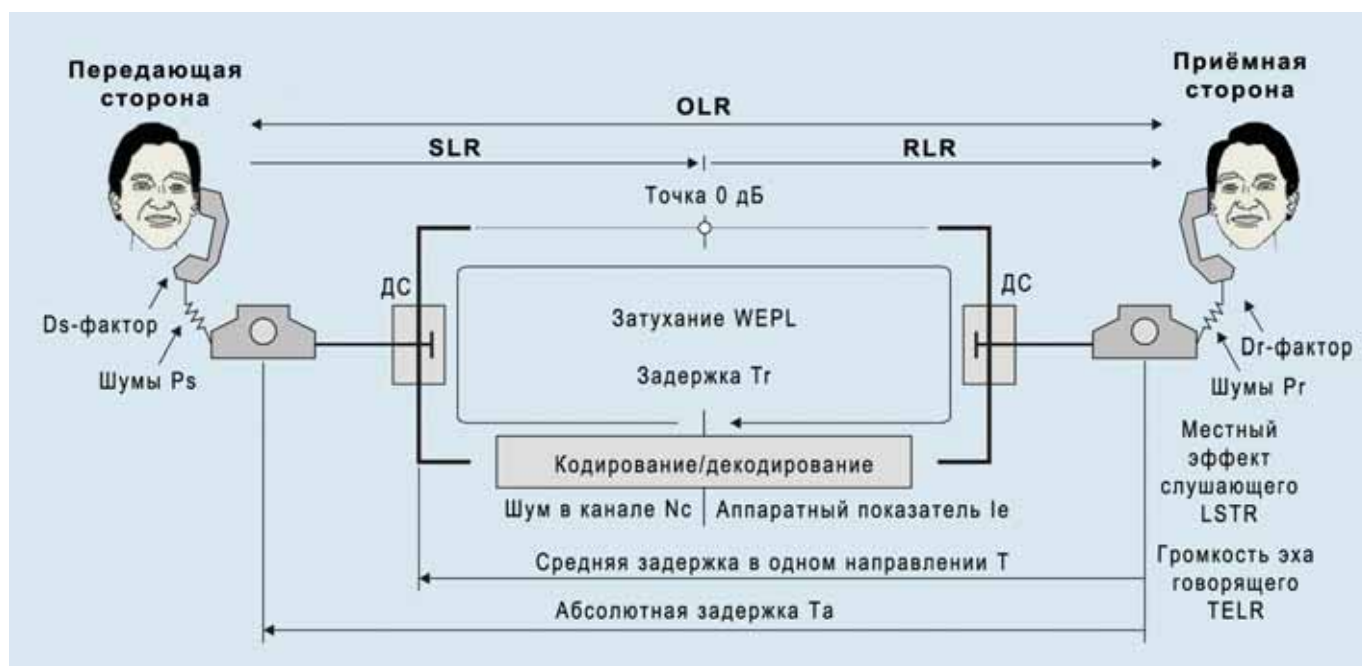 Передающая
сторона
Приёмная
сторона
OLR
SLR
RLR
Точка 0 дБ
ДС
ДС
Ds-фактор
Шумы Ps
Затухание WEPL
Задержка Tr
Dr-фактор
Шумы Pr
Кодирование/декодирование
Шум в канале Nc
Аппаратный показатель Ie
Местный
эффект
слушающего
LSTR
Средняя задержка в одном направлении T
Громкость эха
говорящего
TELR
Абсолютная задержка Ta